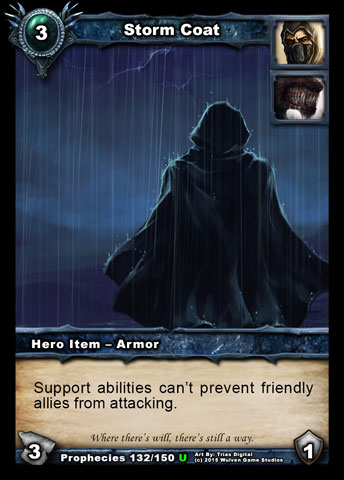 3
Storm Coat
Hero Item – Armor
Support abilities can't prevent friendly
allies from attacking.
Where there's will, there's still a way.
3
Prophecies 132/150 U
Art By: Trias Digital
(c) 2015 Wulven Game Studios
1